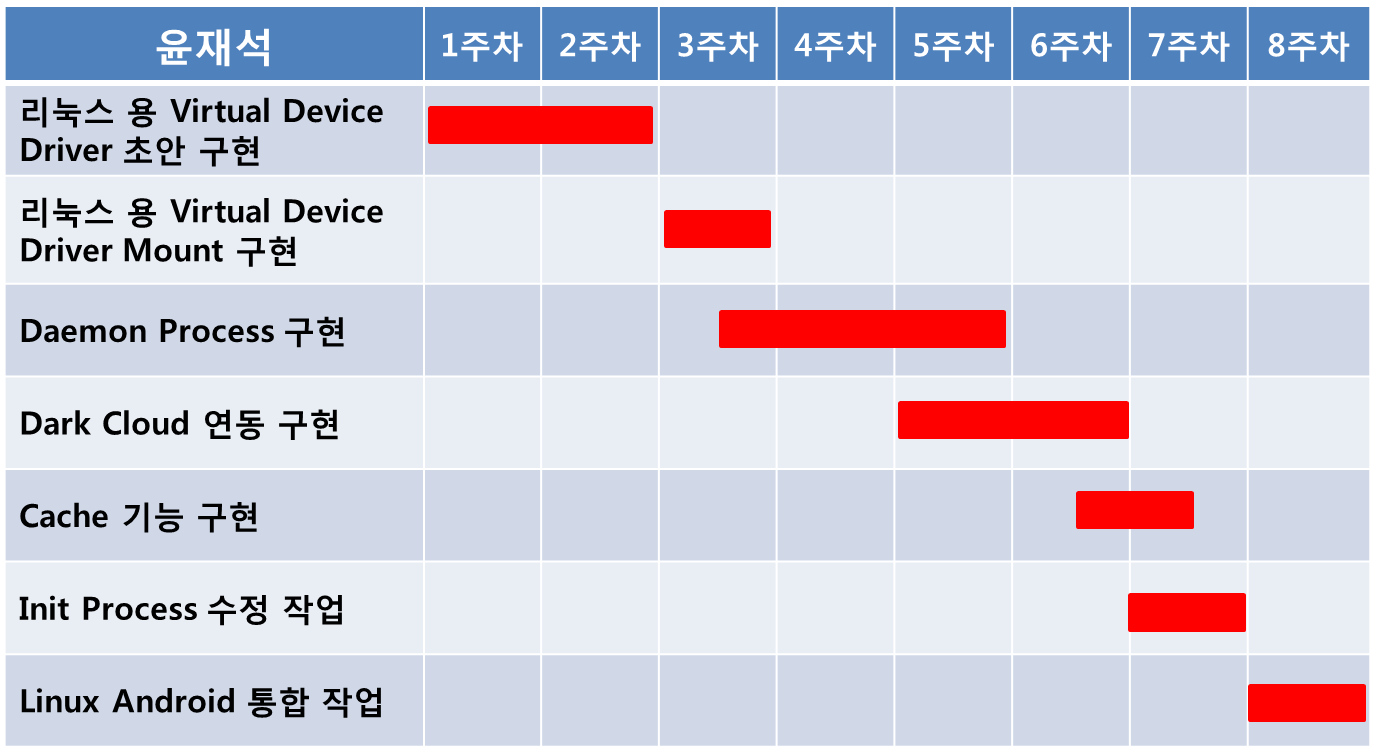 윤재석 1주차 2주차 3주차 4주차 5주차 6주차 7주차 8주차
리눅스 용 Virtual Device
Driver 초안 구현
리눅스 용 Virtual Device
Driver Mount 구현
Daemon Process 구현
Dark Cloud 연동 구현
Cache 기능 구현
Init Process 수정 작업
Linux Android 통합 작업